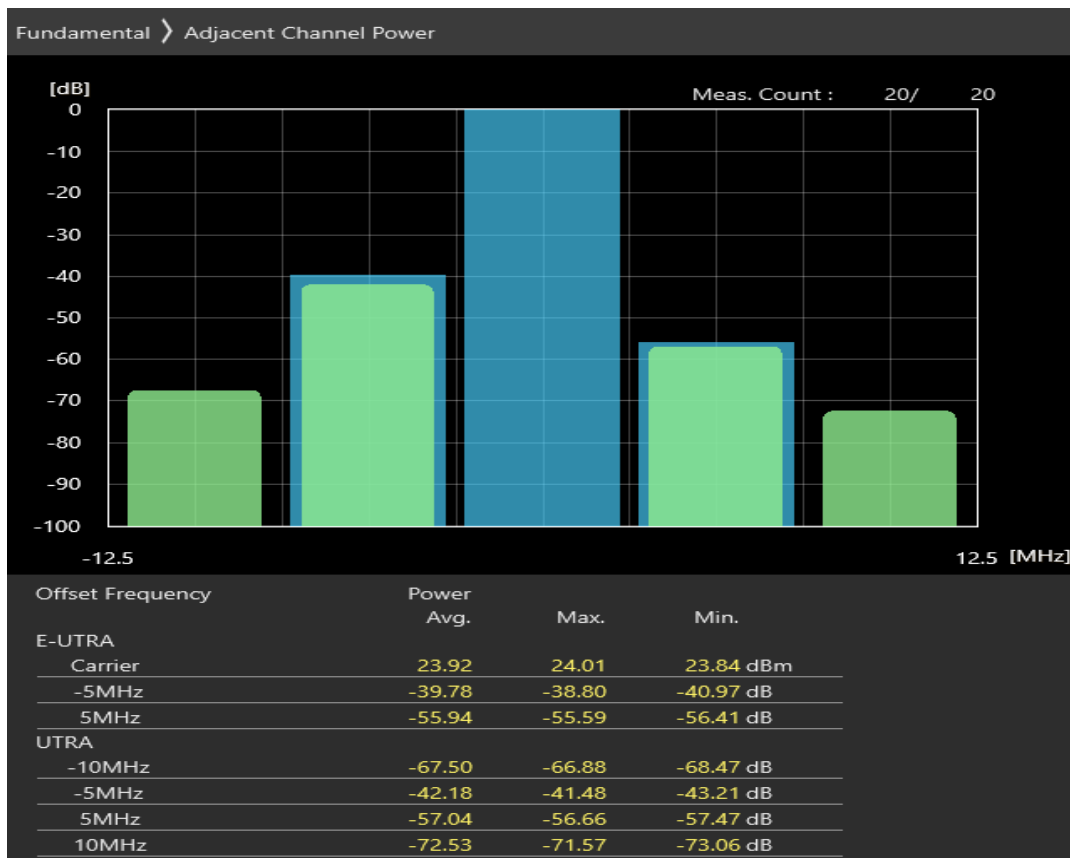 Fundamental 〉 Adjacent Channel Power
[dB]
Meas. Count : 20/ 20
0
-10
-20
-30
-40
-50
-60
-70
-80
-90
-100
-12.5 12.5 [MHz]
Offset Frequency Power
Avg. Max. Min.
E-UTRA
Carrier 23.92 24.01 23.84 dBm
-5MHz -39.78 -38.80 -40.97 dB
5MHz -55.94 -55.59 -56.41 dB
UTRA
-10MHz -67.50 -66.88 -68.47 dB
-5MHz -42.18 -41.48 -43.21 dB
5MHz -57.04 -56.66 -57.47 dB
10MHz -72.53 -71.57 -73.06 dB